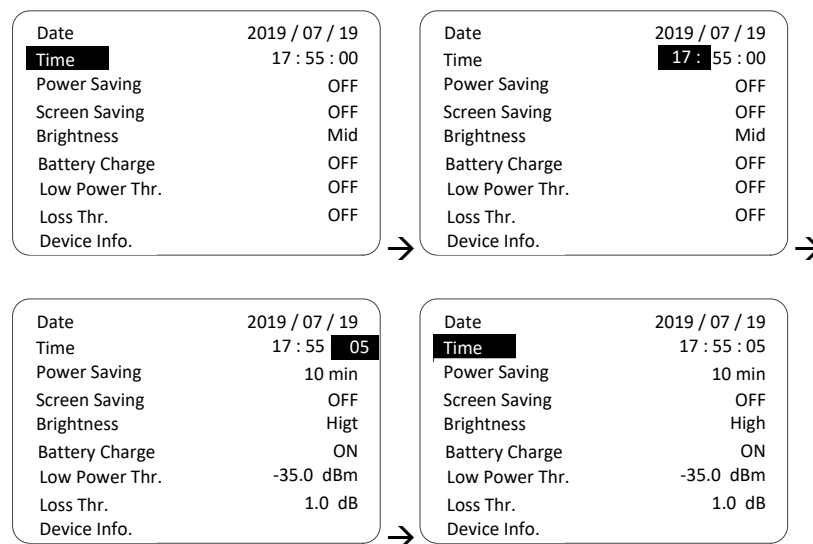 Date 2019 / 07 / 19
Time 17 : 55 : 00
Power Saving OFF
Screen Saving OFF
Brightness Mid
Battery Charge OFF
Low Power Thr. OFF
Loss Thr. OFF
Device Info.
→
Date 2019 / 07 / 19
Time 17 : 55 : 00
Power Saving OFF
Screen Saving OFF
Brightness Mid
Battery Charge OFF
Low Power Thr. OFF
Loss Thr. OFF
Device Info.
→
Date 2019 / 07 / 19
Time 17 : 55 05
Power Saving 10 min
Screen Saving OFF
Brightness Higt
Battery Charge ON
Low Power Thr. -35.0 dBm
Loss Thr. 1.0 dB
Device Info.
→
Date 2019 / 07 / 19
Time 17 : 55 : 05
Power Saving 10 min
Screen Saving OFF
Brightness High
Battery Charge ON
Low Power Thr. -35.0 dBm
Loss Thr. 1.0 dB
Device Info.